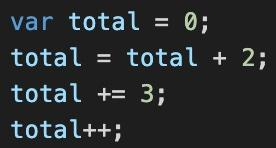 var total = 0;
total = total + 2;
total += 3;
total++;